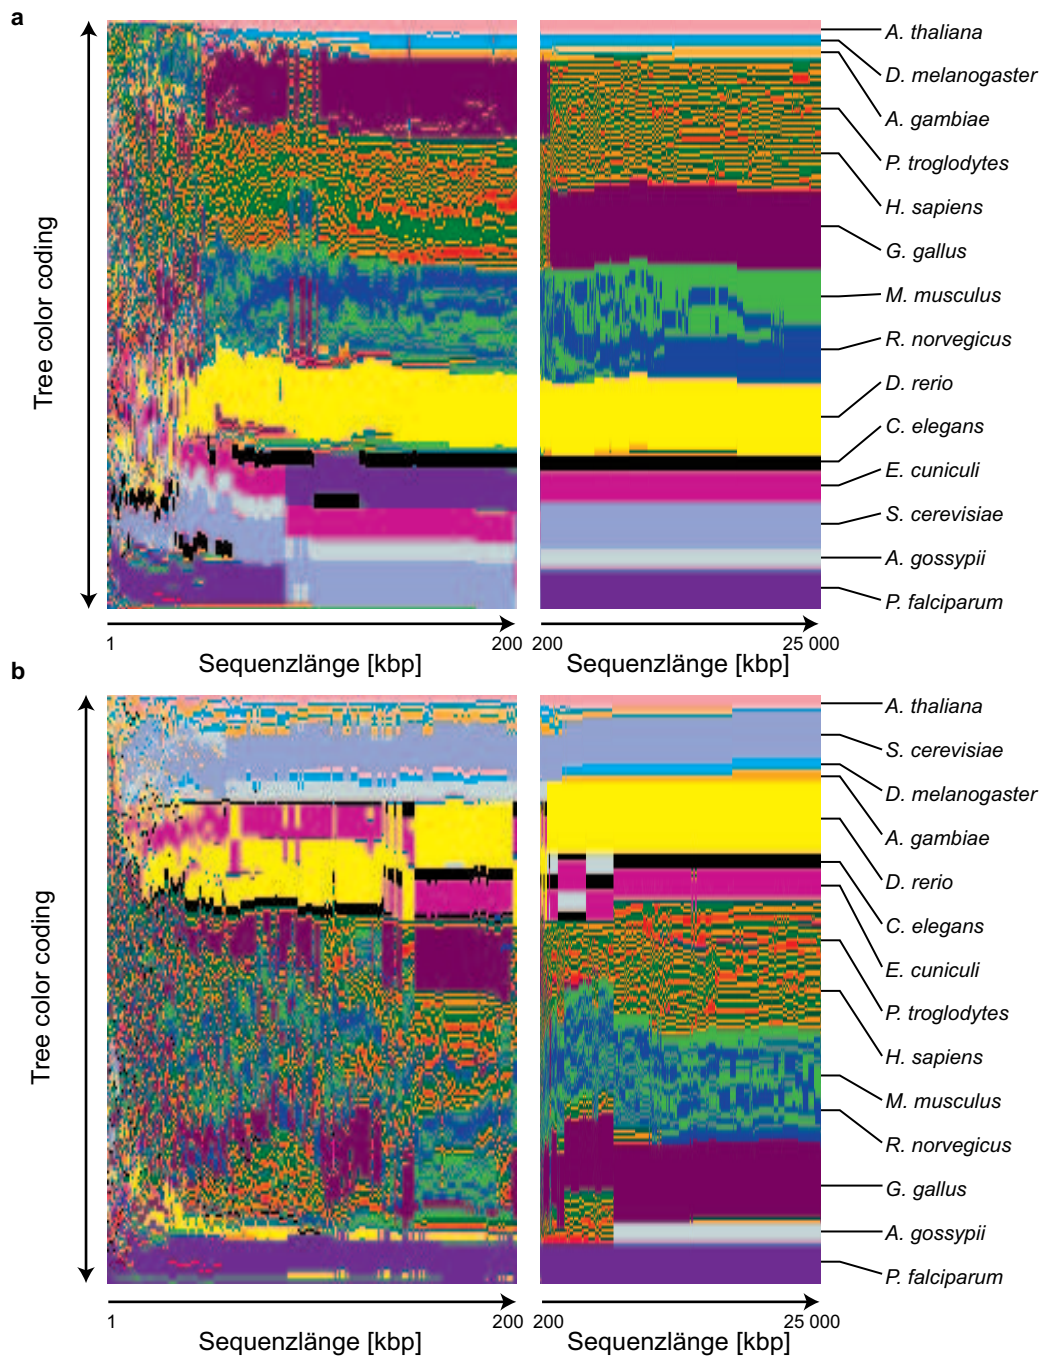 a
Tree color coding
A. thaliana
D. melanogaster
A. gambiae
P. troglodytes
H. sapiens
G. gallus
M. musculus
R. norvegicus
D. rerio
C. elegans
E. cuniculi
S. cerevisiae
A. gossypii
P. falciparum
1
200
200
25 000
Sequenzlänge [kbp]
Sequenzlänge [kbp]
b
Tree color coding
A. thaliana
S. cerevisiae
D. melanogaster
A. gambiae
D. rerio
C. elegans
E. cuniculi
P. troglodytes
H. sapiens
M. musculus
R. norvegicus
G. gallus
A. gossypii
P. falciparum
1
200
200
25 000
Sequenzlänge [kbp]
Sequenzlänge [kbp]